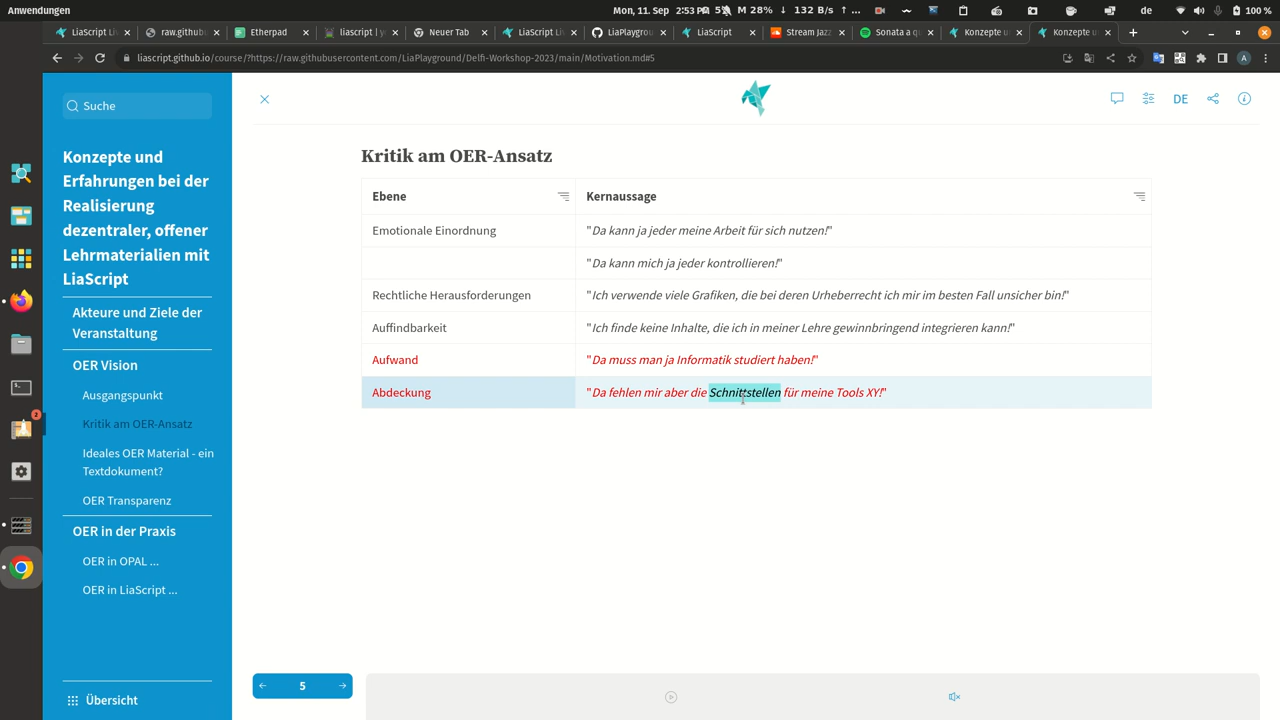 Anwendungen
Mon, 11. Sep 2:53 PM 5% M 28% ↓ 132 B/s ↑ ... de 100 %
LiaScript Li
raw.github
Etherpad
liascript | y
Neuer Tab
LiaScript Li
LiaPlaygrou
LiaScript
Stream Jazz
Sonata a qu
Konzepte u
Konzepte u
liascript.github.io/course/?https://raw.githubusercontent.com/LiaPlayground/Delfi-Workshop-2023/main/Motivation.md#5
A
Suche
DE
Konzepte und
Erfahrungen bei der
Realisierung
dezentraler, offener
Lehrmaterialien mit
LiaScript
Akteure und Ziele der
Veranstaltung
OER Vision
Ausgangspunkt
Kritik am OER-Ansatz
Ideales OER Material - ein
Textdokument?
OER Transparenz
OER in der Praxis
OER in OPAL ...
OER in LiaScript ...
Übersicht
2
Kritik am OER-Ansatz
Ebene Kernaussage
Emotionale Einordnung "Da kann ja jeder meine Arbeit für sich nutzen!"
"Da kann mich ja jeder kontrollieren!"
Rechtliche Herausforderungen "Ich verwende viele Grafiken, die bei deren Urheberrecht ich mir im besten Fall unsicher bin!"
Auffindbarkeit "Ich finde keine Inhalte, die ich in meiner Lehre gewinnbringend integrieren kann!"
Aufwand "Da muss man ja Informatik studiert haben!"
Abdeckung "Da fehlen mir aber die Schnittstellen für meine Tools XY!"
← 5 →